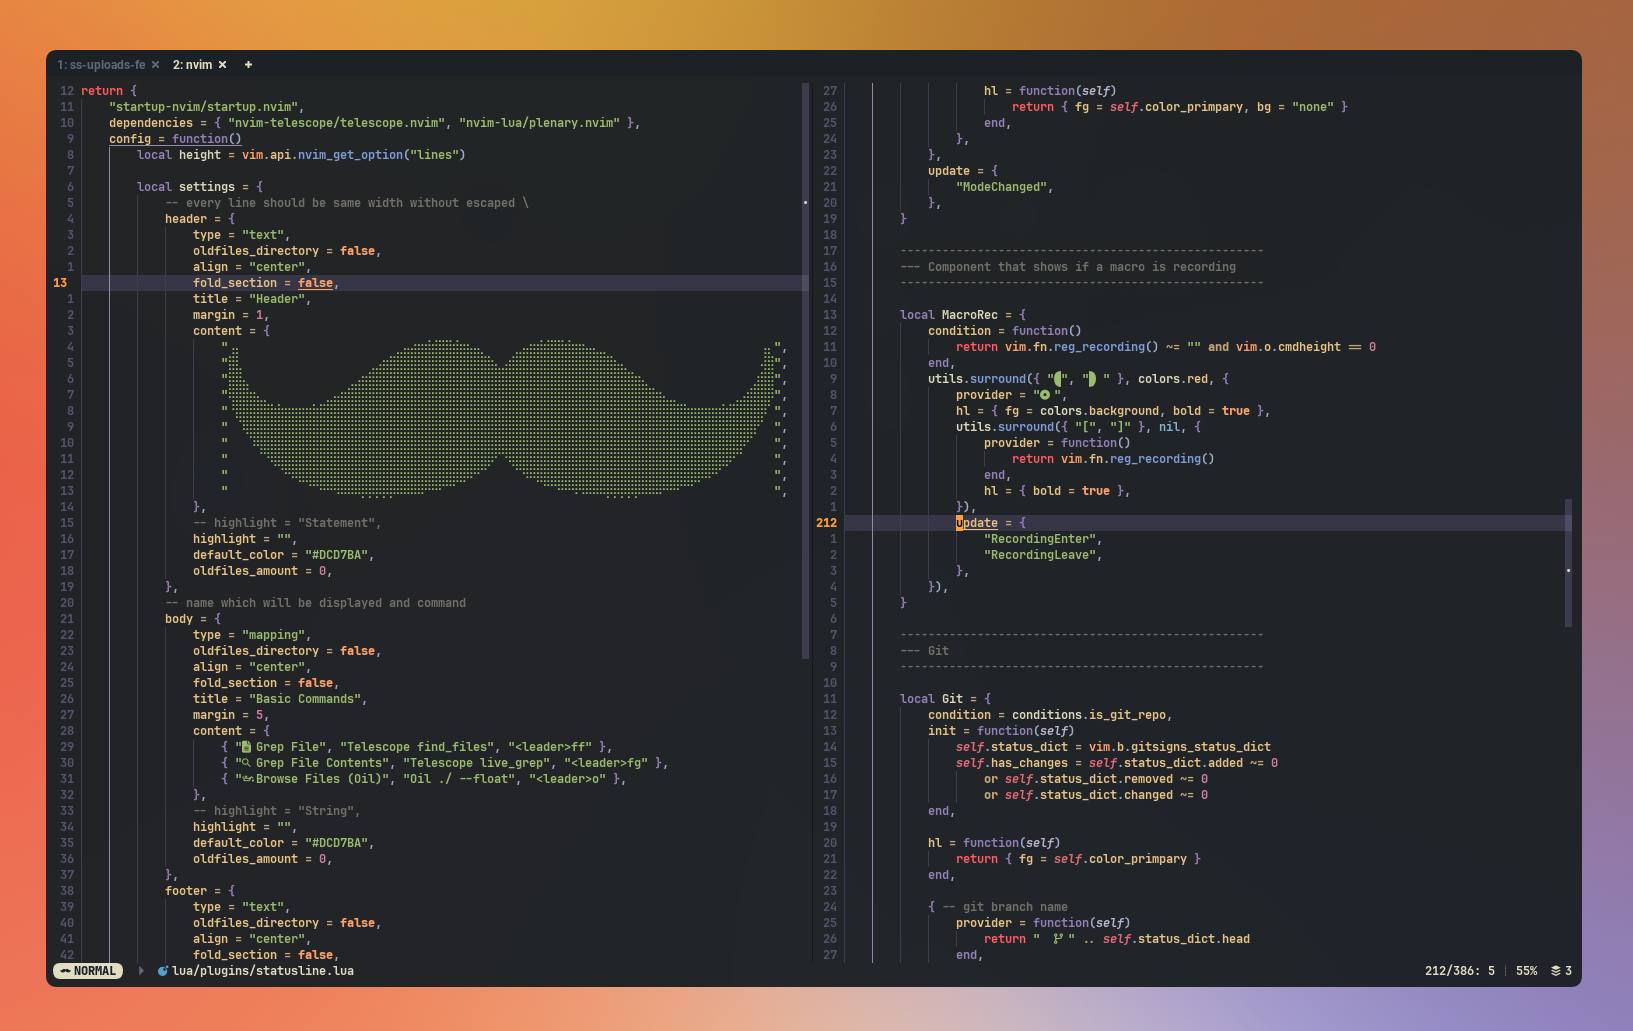 1: ss-uploads-fe × 2: nvim × +
12 return {
11 "startup-nvim/startup.nvim",
10 dependencies = { "nvim-telescope/telescope.nvim", "nvim-lua/plenary.nvim" },
9 config = function()
8 local height = vim.api.nvim_get_option("lines")
7
6 local settings = {
5 -- every line should be same width without escaped \
4 header = {
3 type = "text",
2 oldfiles_directory = false,
1 align = "center",
13 fold_section = false,
1 title = "Header",
2 margin = 1,
3 content = {
4 " ",
5 " ",
6 " ",
7 " ",
8 " ",
9 " ",
10 " ",
11 " ",
12 " ",
13 " ",
14 },
15 -- highlight = "Statement",
16 highlight = "",
17 default_color = "#DCD7BA",
18 oldfiles_amount = 0,
19 },
20 -- name which will be displayed and command
21 body = {
22 type = "mapping",
23 oldfiles_directory = false,
24 align = "center",
25 fold_section = false,
26 title = "Basic Commands",
27 margin = 5,
28 content = {
29 { " Grep File", "Telescope find_files", "<leader>ff" },
30 { " Grep File Contents", "Telescope live_grep", "<leader>fg" },
31 { " Browse Files (Oil)", "Oil ./ --float", "<leader>o" },
32 },
33 -- highlight = "String",
34 highlight = "",
35 default_color = "#DCD7BA",
36 oldfiles_amount = 0,
37 },
38 footer = {
39 type = "text",
40 oldfiles_directory = false,
41 align = "center",
42 fold_section = false,
27 hl = function(self)
26 return { fg = self.color_primpary, bg = "none" }
25 end,
24 },
23 },
22 update = {
21 "ModeChanged",
20 },
19 }
18
17 ----------------------------------------------------
16 --- Component that shows if a macro is recording
15 ----------------------------------------------------
14
13 local MacroRec = {
12 condition = function()
11 return vim.fn.reg_recording() ~= "" and vim.o.cmdheight == 0
10 end,
9 utils.surround({ "", " " }, colors.red, {
8 provider = " ",
7 hl = { fg = colors.background, bold = true },
6 utils.surround({ "[", "]" }, nil, {
5 provider = function()
4 return vim.fn.reg_recording()
3 end,
2 hl = { bold = true },
1 }),
212 update = {
1 "RecordingEnter",
2 "RecordingLeave",
3 },
4 }),
5 }
6
7 ----------------------------------------------------
8 --- Git
9 ----------------------------------------------------
10
11 local Git = {
12 condition = conditions.is_git_repo,
13 init = function(self)
14 self.status_dict = vim.b.gitsigns_status_dict
15 self.has_changes = self.status_dict.added ~= 0
16 or self.status_dict.removed ~= 0
17 or self.status_dict.changed ~= 0
18 end,
19
20 hl = function(self)
21 return { fg = self.color_primpary }
22 end,
23
24 { -- git branch name
25 provider = function(self)
26 return "  " .. self.status_dict.head
27 end,
NORMAL lua/plugins/statusline.lua 212/386: 5 55% 3